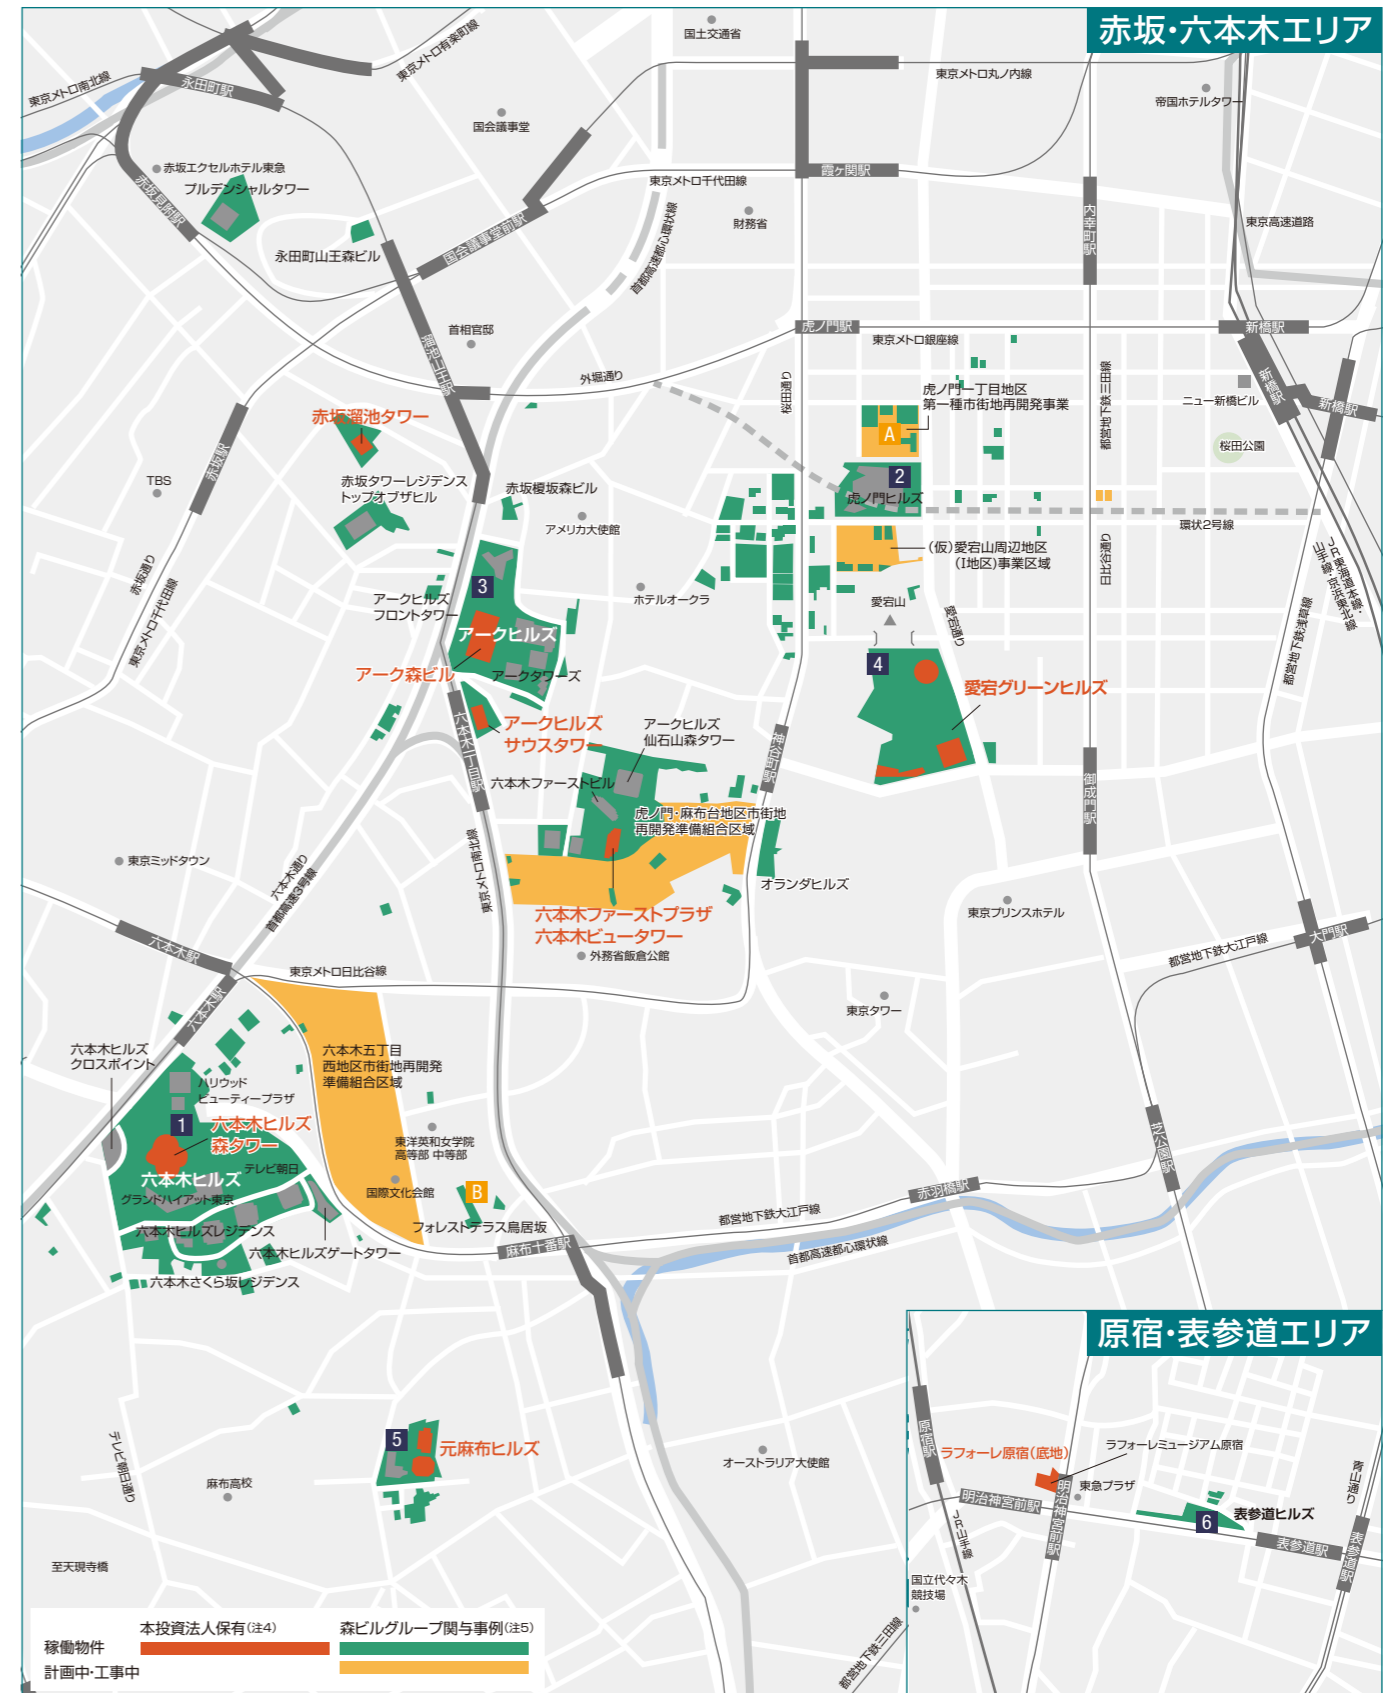 赤坂・六本木エリア
国土交通省
東京メトロ有楽町線
東京メトロ南北線
永田町駅
東京メトロ丸ノ内線
帝国ホテルタワー
国会議事堂
赤坂エクセルホテル東急
プルデンシャルタワー
赤坂見附駅
霞ヶ関駅
東京メトロ千代田線
財務省
内幸町駅
東京高速道路
国会議事堂前駅
永田町山王森ビル
首都高速都心環状線
首相官邸
溜池山王駅
虎ノ門駅
新橋駅
東京メトロ銀座線
外堀通り
桜田通り
都営地下鉄三田線
虎ノ門一丁目地区
第一種市街地再開発事業
ニュー新橋ビル
新橋駅
新橋駅
赤坂溜池タワー
A
桜田公園
赤坂駅
TBS
赤坂タワーレジデンス
トップオブザヒル
赤坂榎坂森ビル
アメリカ大使館
2
虎ノ門ヒルズ
環状2号線
(仮)愛宕山周辺地区
(I地区)事業区域
日比谷通り
JR東海道本線・
山手線・京浜東北線
赤坂通り
東京メトロ千代田線
3
アークヒルズ
フロントタワー
ホテルオークラ
愛宕山
愛宕通り
都営地下鉄浅草線
アークヒルズ
アーク森ビル
アークタワーズ
4
愛宕グリーンヒルズ
六本木一丁目駅
アークヒルズ
サウスタワー
アークヒルズ
仙石山森タワー
神谷町駅
六本木ファーストビル
御成門駅
虎ノ門・麻布台地区市街地
再開発準備組合区域
東京ミッドタウン
六本木通り
首都高速3号線
東京メトロ南北線
オランダヒルズ
東京プリンスホテル
六本木ファーストプラザ
六本木ビュータワー
外務省飯倉公館
六本木駅
大門駅
都営地下鉄大江戸線
東京メトロ日比谷線
六本木駅
東京タワー
六本木ヒルズ
クロスポイント
六本木五丁目
西地区市街地再開発
準備組合区域
ハリウッド
ビューティープラザ
1
六本木ヒルズ
森タワー
東洋英和女学院
高等部 中等部
芝公園駅
テレビ朝日
六本木ヒルズ
グランドハイアット東京
国際文化会館
B
赤羽橋駅
フォレストテラス鳥居坂
都営地下鉄大江戸線
六本木ヒルズレジデンス
六本木ヒルズゲートタワー
麻布十番駅
首都高速都心環状線
六本木さくら坂レジデンス
原宿・表参道エリア
5
元麻布ヒルズ
テレビ朝日通り
麻布高校
オーストラリア大使館
原宿駅
ラフォーレ原宿(底地)
ラフォーレミュージアム原宿
青山通り
東急プラザ
明治神宮前駅
明治神宮前駅
6
表参道ヒルズ
JR山手線
表参道駅
表参道駅
至天現寺橋
国立代々木
競技場
都営地下鉄三田線
本投資法人保有(注4)
森ビルグループ関与事例(注5)
稼働物件
計画中・工事中